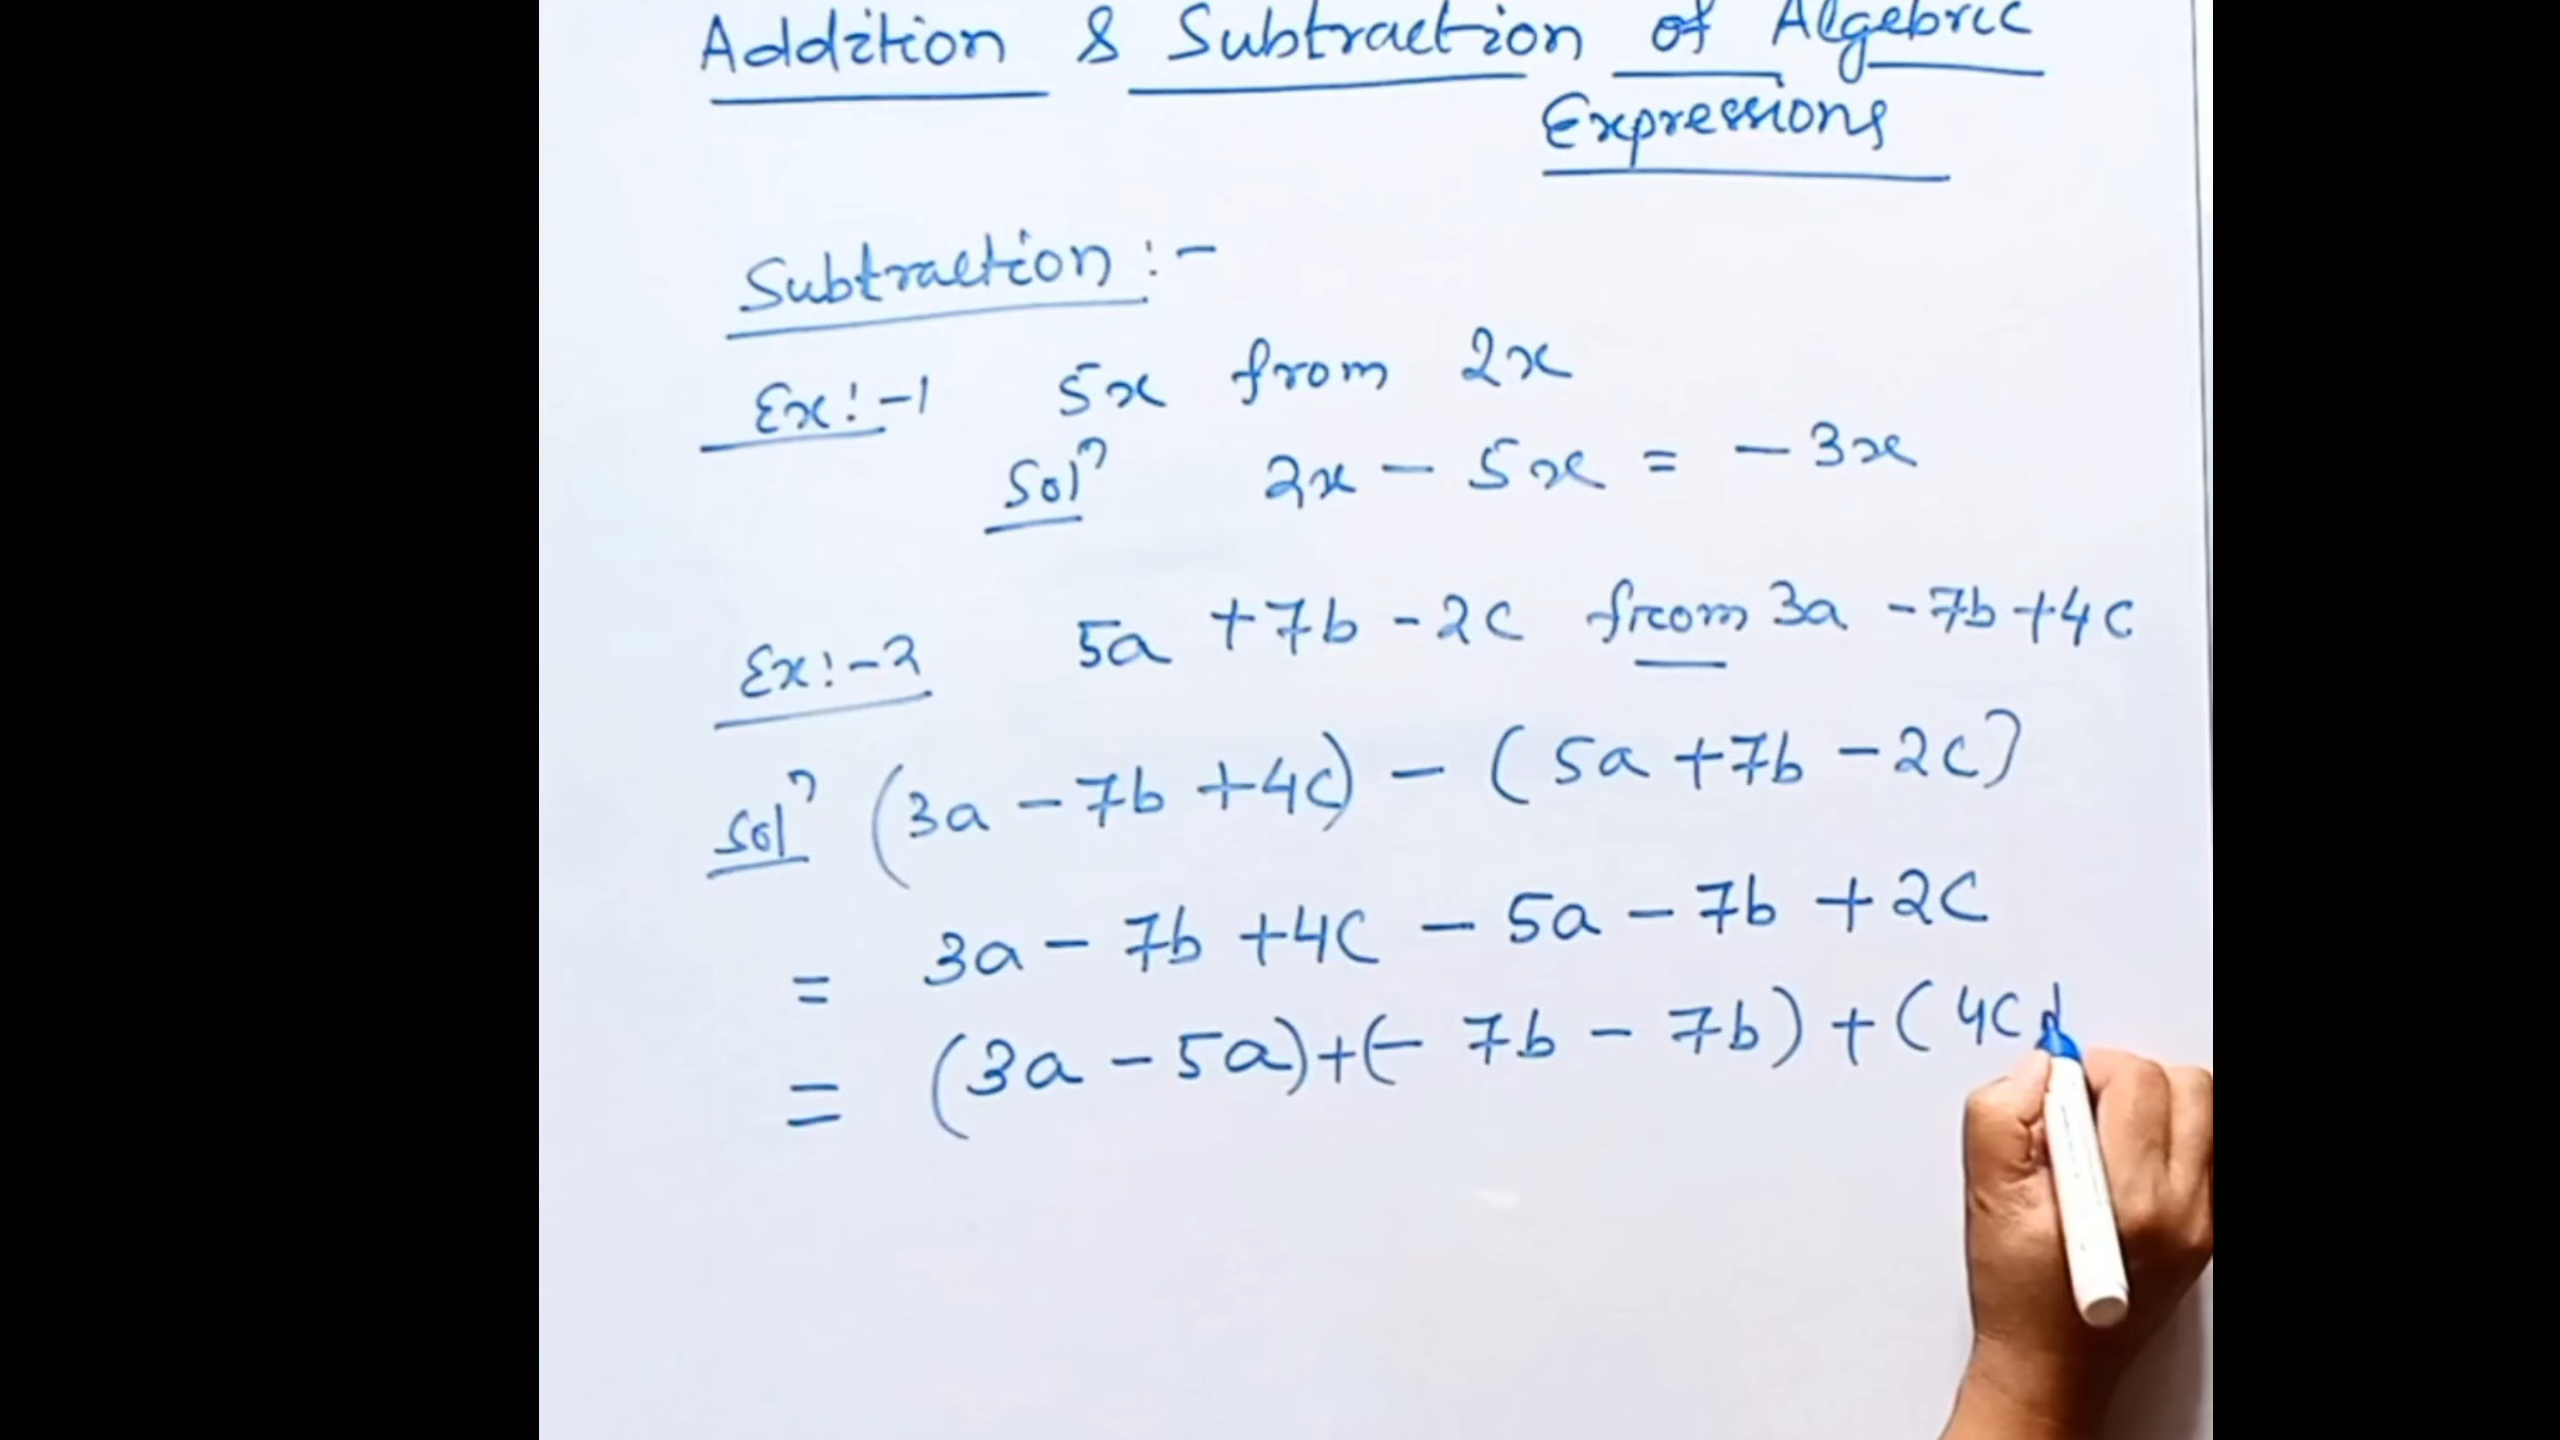 Addition & Subtraction of Algebric
Expressions
Subtraction :-
Ex:-1 5x from 2x
Solⁿ 2x - 5x = - 3x
Ex:-2 5a +7b -2c from 3a -7b +4c
Solⁿ (3a - 7b +4c) - (5a +7b - 2c)
= 3a - 7b +4c - 5a - 7b + 2c
= (3a - 5a)+(- 7b - 7b) + ( 4c